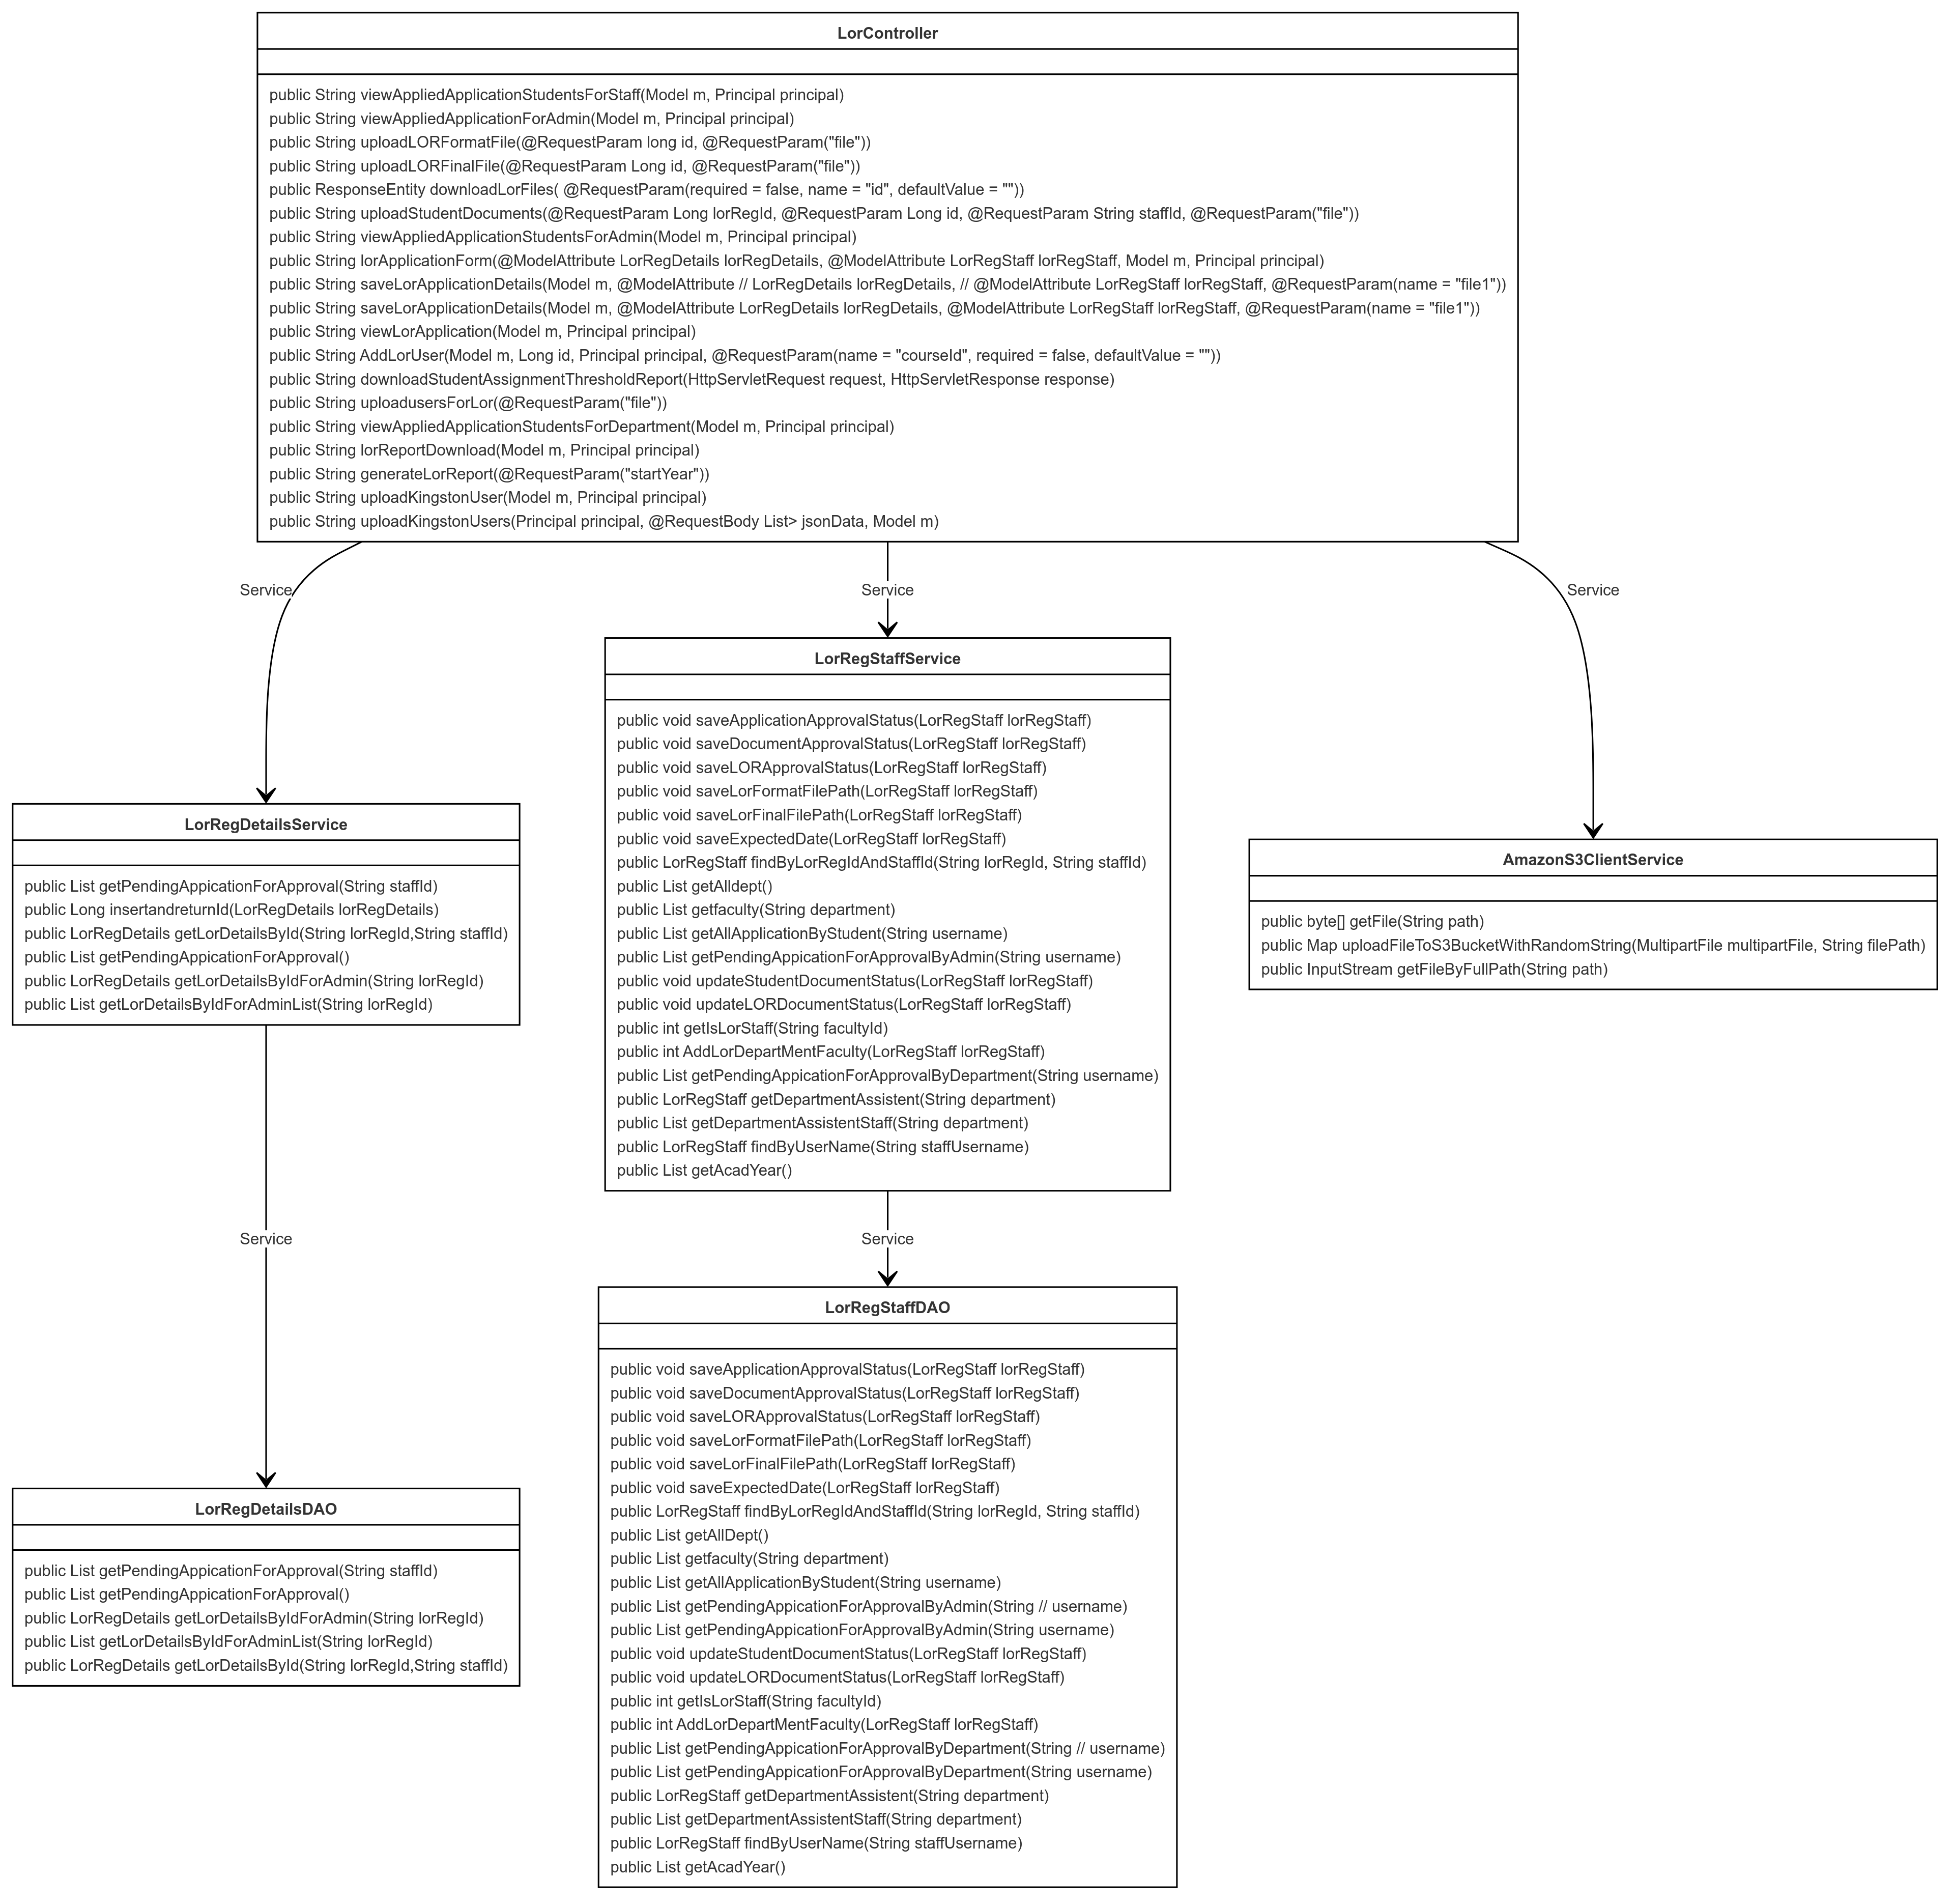 LorController
public String viewAppliedApplicationStudentsForStaff(Model m, Principal principal)
public String viewAppliedApplicationForAdmin(Model m, Principal principal)
public String uploadLORFormatFile(@RequestParam long id, @RequestParam("file"))
public String uploadLORFinalFile(@RequestParam Long id, @RequestParam("file"))
public ResponseEntity downloadLorFiles( @RequestParam(required = false, name = "id", defaultValue = ""))
public String uploadStudentDocuments(@RequestParam Long lorRegId, @RequestParam Long id, @RequestParam String staffId, @RequestParam("file"))
public String viewAppliedApplicationStudentsForAdmin(Model m, Principal principal)
public String lorApplicationForm(@ModelAttribute LorRegDetails lorRegDetails, @ModelAttribute LorRegStaff lorRegStaff, Model m, Principal principal)
public String saveLorApplicationDetails(Model m, @ModelAttribute // LorRegDetails lorRegDetails, // @ModelAttribute LorRegStaff lorRegStaff, @RequestParam(name = "file1"))
public String saveLorApplicationDetails(Model m, @ModelAttribute LorRegDetails lorRegDetails, @ModelAttribute LorRegStaff lorRegStaff, @RequestParam(name = "file1"))
public String viewLorApplication(Model m, Principal principal)
public String AddLorUser(Model m, Long id, Principal principal, @RequestParam(name = "courseId", required = false, defaultValue = ""))
public String downloadStudentAssignmentThresholdReport(HttpServletRequest request, HttpServletResponse response)
public String uploadusersForLor(@RequestParam("file"))
public String viewAppliedApplicationStudentsForDepartment(Model m, Principal principal)
public String lorReportDownload(Model m, Principal principal)
public String generateLorReport(@RequestParam("startYear"))
public String uploadKingstonUser(Model m, Principal principal)
public String uploadKingstonUsers(Principal principal, @RequestBody List> jsonData, Model m)
Service
Service
Service
LorRegStaffService
public void saveApplicationApprovalStatus(LorRegStaff lorRegStaff)
public void saveDocumentApprovalStatus(LorRegStaff lorRegStaff)
public void saveLORApprovalStatus(LorRegStaff lorRegStaff)
public void saveLorFormatFilePath(LorRegStaff lorRegStaff)
public void saveLorFinalFilePath(LorRegStaff lorRegStaff)
public void saveExpectedDate(LorRegStaff lorRegStaff)
public LorRegStaff findByLorRegIdAndStaffId(String lorRegId, String staffId)
public List getAlldept()
public List getfaculty(String department)
public List getAllApplicationByStudent(String username)
public List getPendingAppicationForApprovalByAdmin(String username)
public void updateStudentDocumentStatus(LorRegStaff lorRegStaff)
public void updateLORDocumentStatus(LorRegStaff lorRegStaff)
public int getIsLorStaff(String facultyId)
public int AddLorDepartMentFaculty(LorRegStaff lorRegStaff)
public List getPendingAppicationForApprovalByDepartment(String username)
public LorRegStaff getDepartmentAssistent(String department)
public List getDepartmentAssistentStaff(String department)
public LorRegStaff findByUserName(String staffUsername)
public List getAcadYear()
LorRegDetailsService
public List getPendingAppicationForApproval(String staffId)
public Long insertandreturnId(LorRegDetails lorRegDetails)
public LorRegDetails getLorDetailsById(String lorRegId,String staffId)
public List getPendingAppicationForApproval()
public LorRegDetails getLorDetailsByIdForAdmin(String lorRegId)
public List getLorDetailsByIdForAdminList(String lorRegId)
AmazonS3ClientService
public byte[] getFile(String path)
public Map uploadFileToS3BucketWithRandomString(MultipartFile multipartFile, String filePath)
public InputStream getFileByFullPath(String path)
Service
Service
LorRegStaffDAO
public void saveApplicationApprovalStatus(LorRegStaff lorRegStaff)
public void saveDocumentApprovalStatus(LorRegStaff lorRegStaff)
public void saveLORApprovalStatus(LorRegStaff lorRegStaff)
public void saveLorFormatFilePath(LorRegStaff lorRegStaff)
public void saveLorFinalFilePath(LorRegStaff lorRegStaff)
public void saveExpectedDate(LorRegStaff lorRegStaff)
public LorRegStaff findByLorRegIdAndStaffId(String lorRegId, String staffId)
public List getAllDept()
public List getfaculty(String department)
public List getAllApplicationByStudent(String username)
public List getPendingAppicationForApprovalByAdmin(String // username)
public List getPendingAppicationForApprovalByAdmin(String username)
public void updateStudentDocumentStatus(LorRegStaff lorRegStaff)
public void updateLORDocumentStatus(LorRegStaff lorRegStaff)
public int getIsLorStaff(String facultyId)
public int AddLorDepartMentFaculty(LorRegStaff lorRegStaff)
public List getPendingAppicationForApprovalByDepartment(String // username)
public List getPendingAppicationForApprovalByDepartment(String username)
public LorRegStaff getDepartmentAssistent(String department)
public List getDepartmentAssistentStaff(String department)
public LorRegStaff findByUserName(String staffUsername)
public List getAcadYear()
LorRegDetailsDAO
public List getPendingAppicationForApproval(String staffId)
public List getPendingAppicationForApproval()
public LorRegDetails getLorDetailsByIdForAdmin(String lorRegId)
public List getLorDetailsByIdForAdminList(String lorRegId)
public LorRegDetails getLorDetailsById(String lorRegId,String staffId)